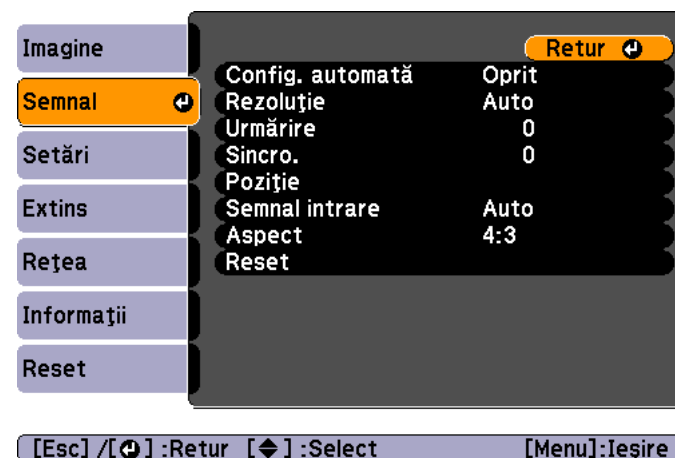 Imagine
Semnal
Setări
Extins
Reţea
Informaţii
Reset
Retur
Config. automată Oprit
Rezoluţie Auto
Urmărire 0
Sincro. 0
Poziţie
Semnal intrare Auto
Aspect 4:3
Reset
[Esc] /[⏎] :Retur [◆] :Select [Menu]:Iesire